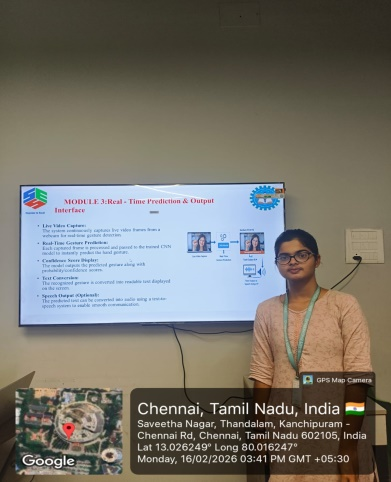 MODULE 3:Real - Time Prediction & Output
Interface
• Live Video Capture:
The system continuously captures live video frames from a
webcam for real-time gesture detection.
• Real-Time Gesture Prediction:
Each captured frame is processed and passed to the trained CNN
model to instantly predict the hand gesture.
• Confidence Score Display:
The model outputs the predicted gesture along with
probability/confidence scores.
• Text Conversion:
The recognized gesture is converted into readable text displayed
on the screen.
• Speech Output (Optional):
The predicted text can be converted into audio using a text-to-
speech system to enable smooth communication.
GPS Map Camera
Google
Chennai, Tamil Nadu, India
Saveetha Nagar, Thandalam, Kanchipuram -
Chennai Rd, Chennai, Tamil Nadu 602105, India
Lat 13.026249° Long 80.016247°
Monday, 16/02/2026 03:41 PM GMT +05:30